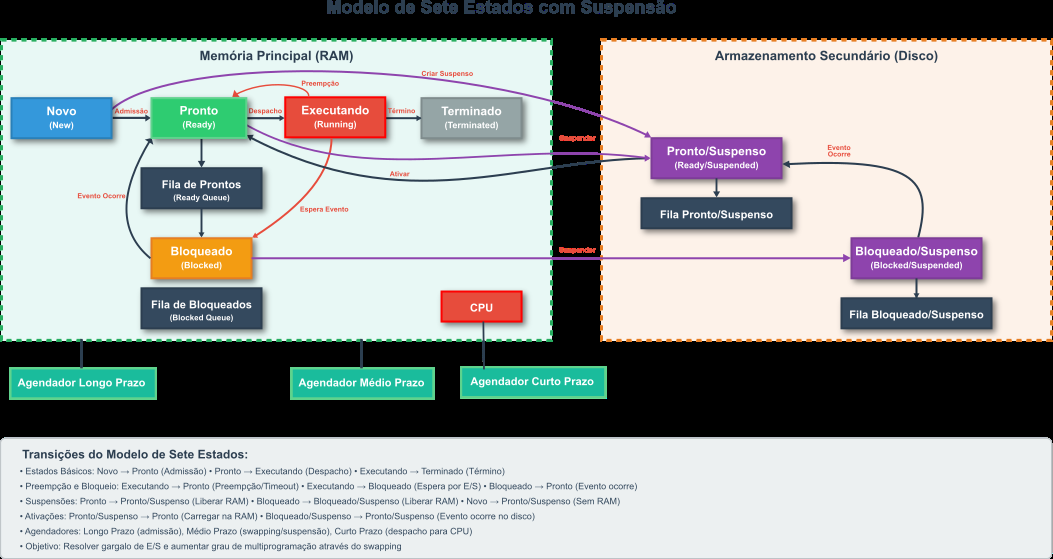 Modelo de Sete Estados com Suspensão
Memória Principal (RAM)
Armazenamento Secundário (Disco)
Criar Suspenso
Preempção
Novo
(New)
Admissão
Pronto
(Ready)
Despacho
Executando
(Running)
Término
Terminado
(Terminated)
Suspender
Pronto/Suspenso
(Ready/Suspended)
Evento
Ocorre
Ativar
Fila de Prontos
(Ready Queue)
Evento Ocorre
Espera Evento
Fila Pronto/Suspenso
Bloqueado
(Blocked)
Suspender
Bloqueado/Suspenso
(Blocked/Suspended)
Fila de Bloqueados
(Blocked Queue)
CPU
Fila Bloqueado/Suspenso
Agendador Longo Prazo
Agendador Médio Prazo
Agendador Curto Prazo
Transições do Modelo de Sete Estados:
• Estados Básicos: Novo → Pronto (Admissão) • Pronto → Executando (Despacho) • Executando → Terminado (Término)
• Preempção e Bloqueio: Executando → Pronto (Preempção/Timeout) • Executando → Bloqueado (Espera por E/S) • Bloqueado → Pronto (Evento ocorre)
• Suspensões: Pronto → Pronto/Suspenso (Liberar RAM) • Bloqueado → Bloqueado/Suspenso (Liberar RAM) • Novo → Pronto/Suspenso (Sem RAM)
• Ativações: Pronto/Suspenso → Pronto (Carregar na RAM) • Bloqueado/Suspenso → Pronto/Suspenso (Evento ocorre no disco)
• Agendadores: Longo Prazo (admissão), Médio Prazo (swapping/suspensão), Curto Prazo (despacho para CPU)
• Objetivo: Resolver gargalo de E/S e aumentar grau de multiprogramação através do swapping